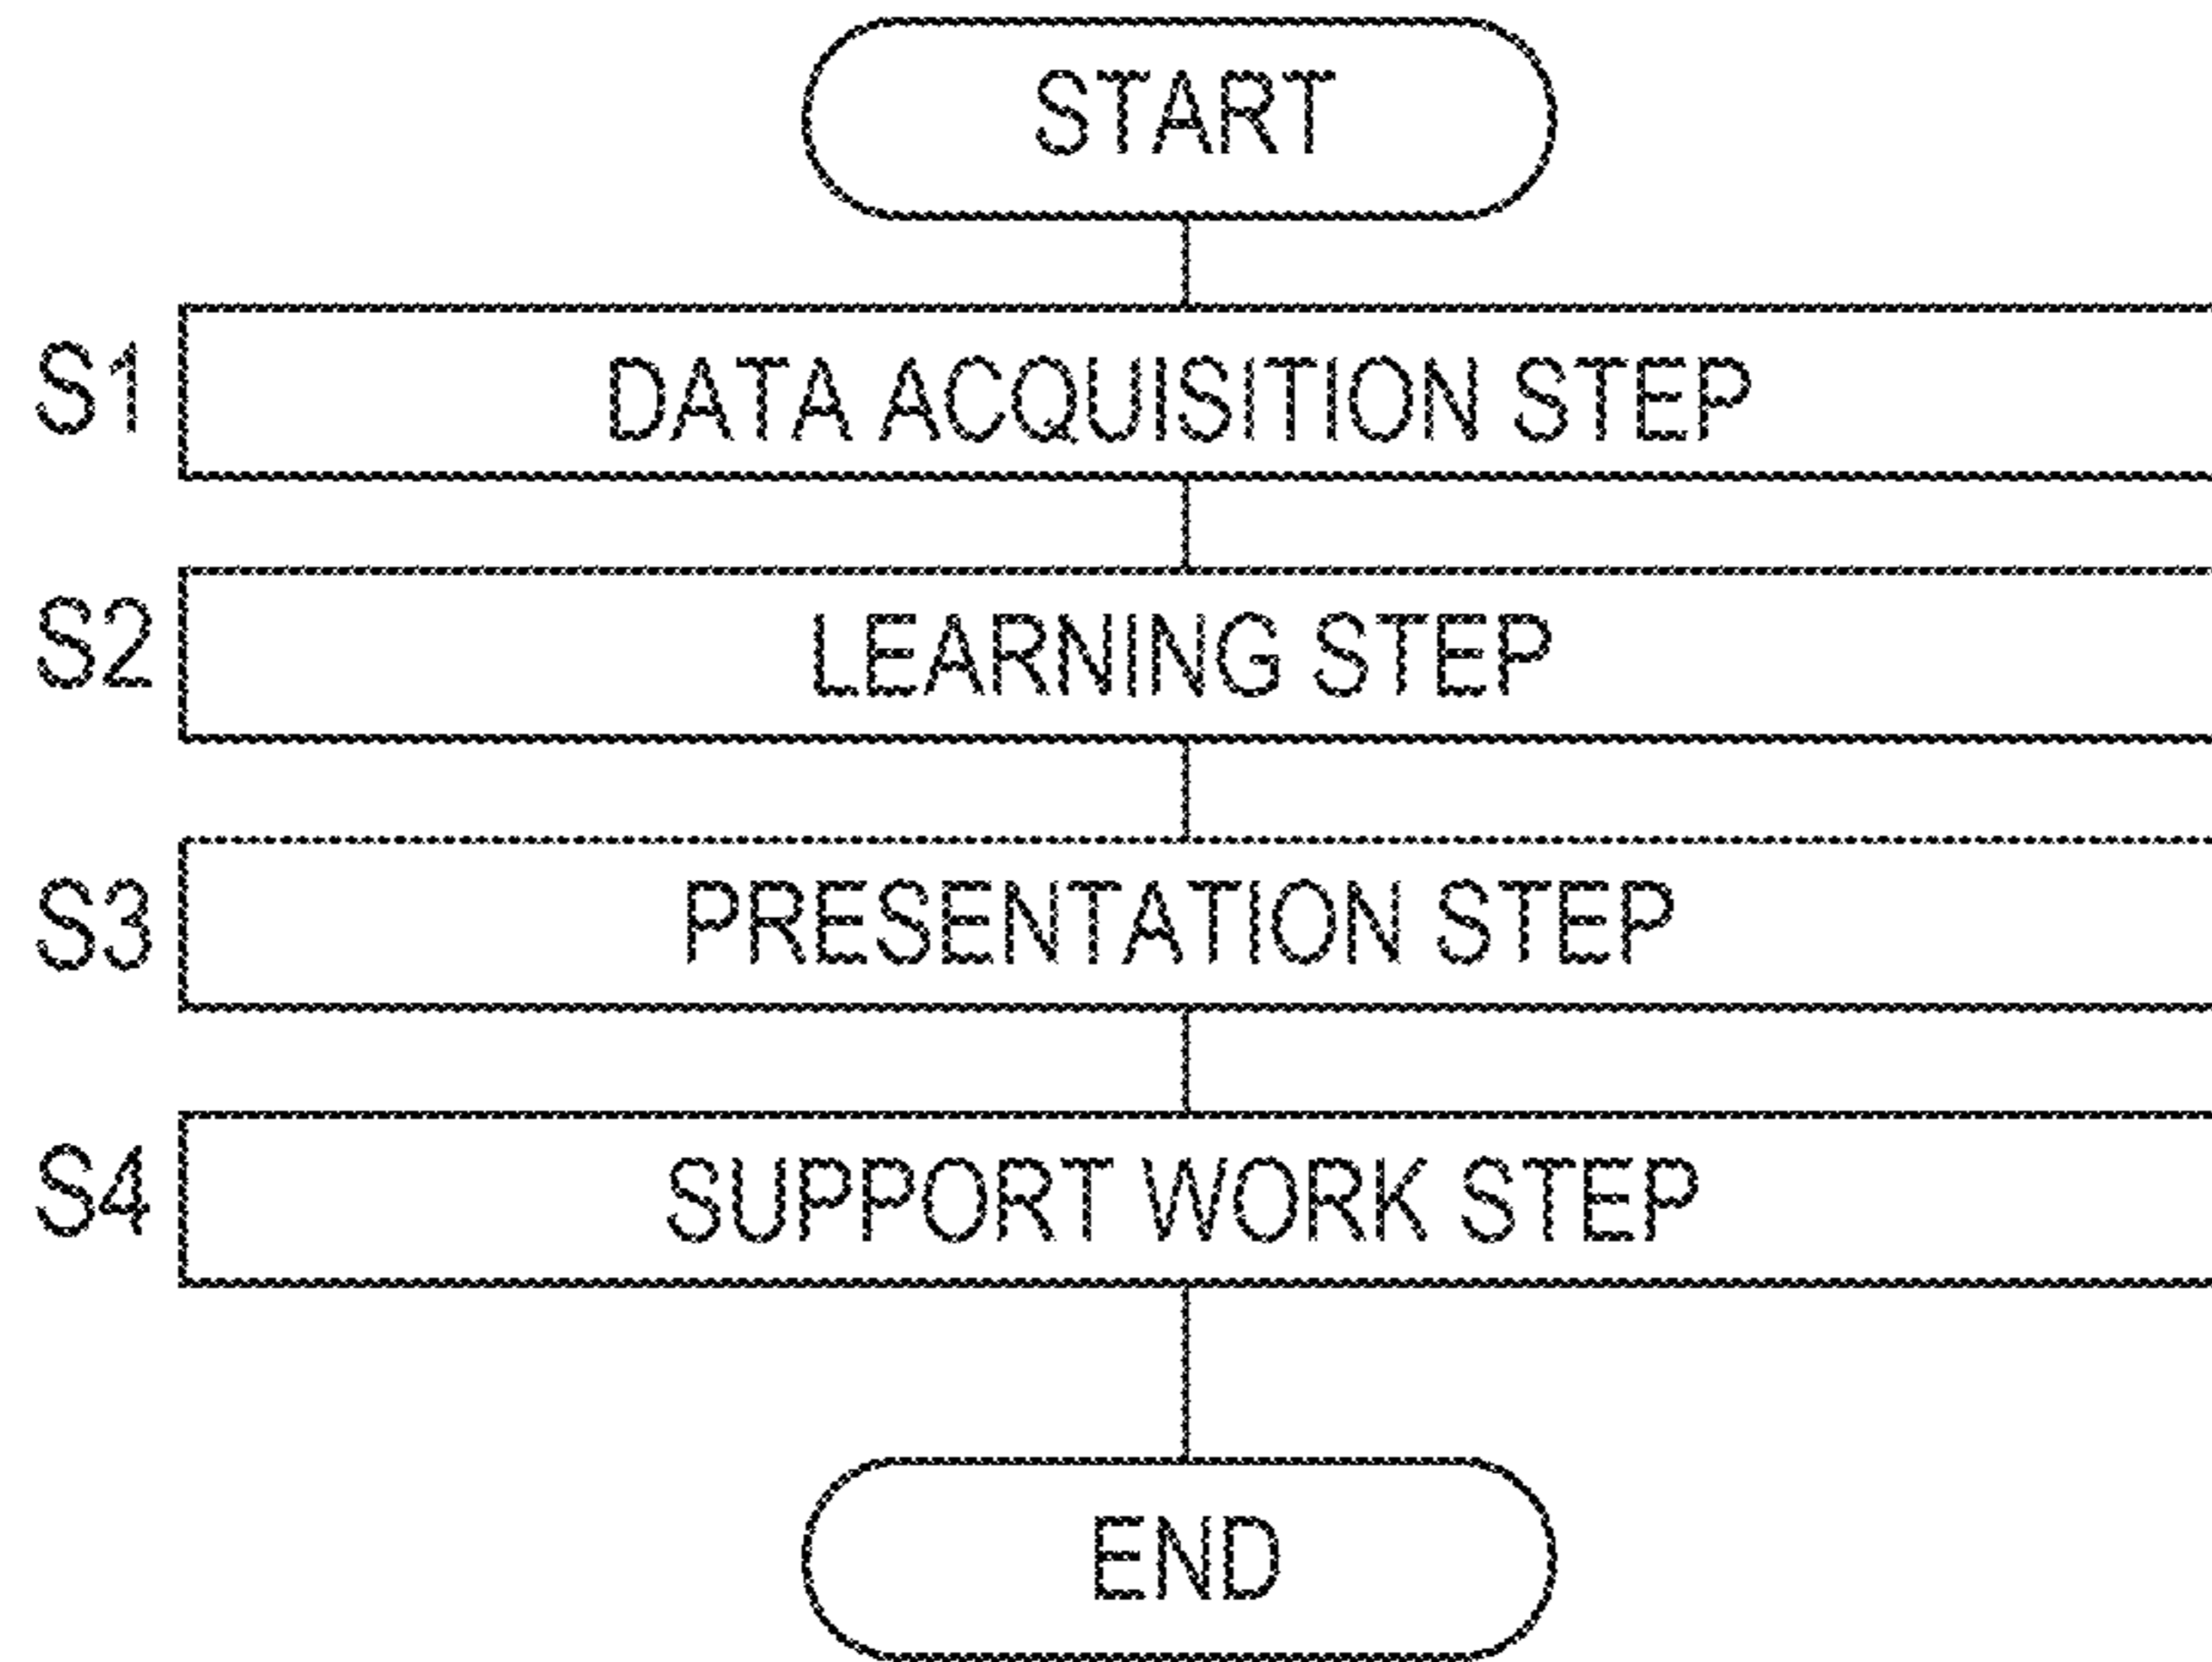 START
S1 DATA ACQUISITION STEP
S2 LEARNING STEP
S3 PRESENTATION STEP
S4 SUPPORT WORK STEP
END